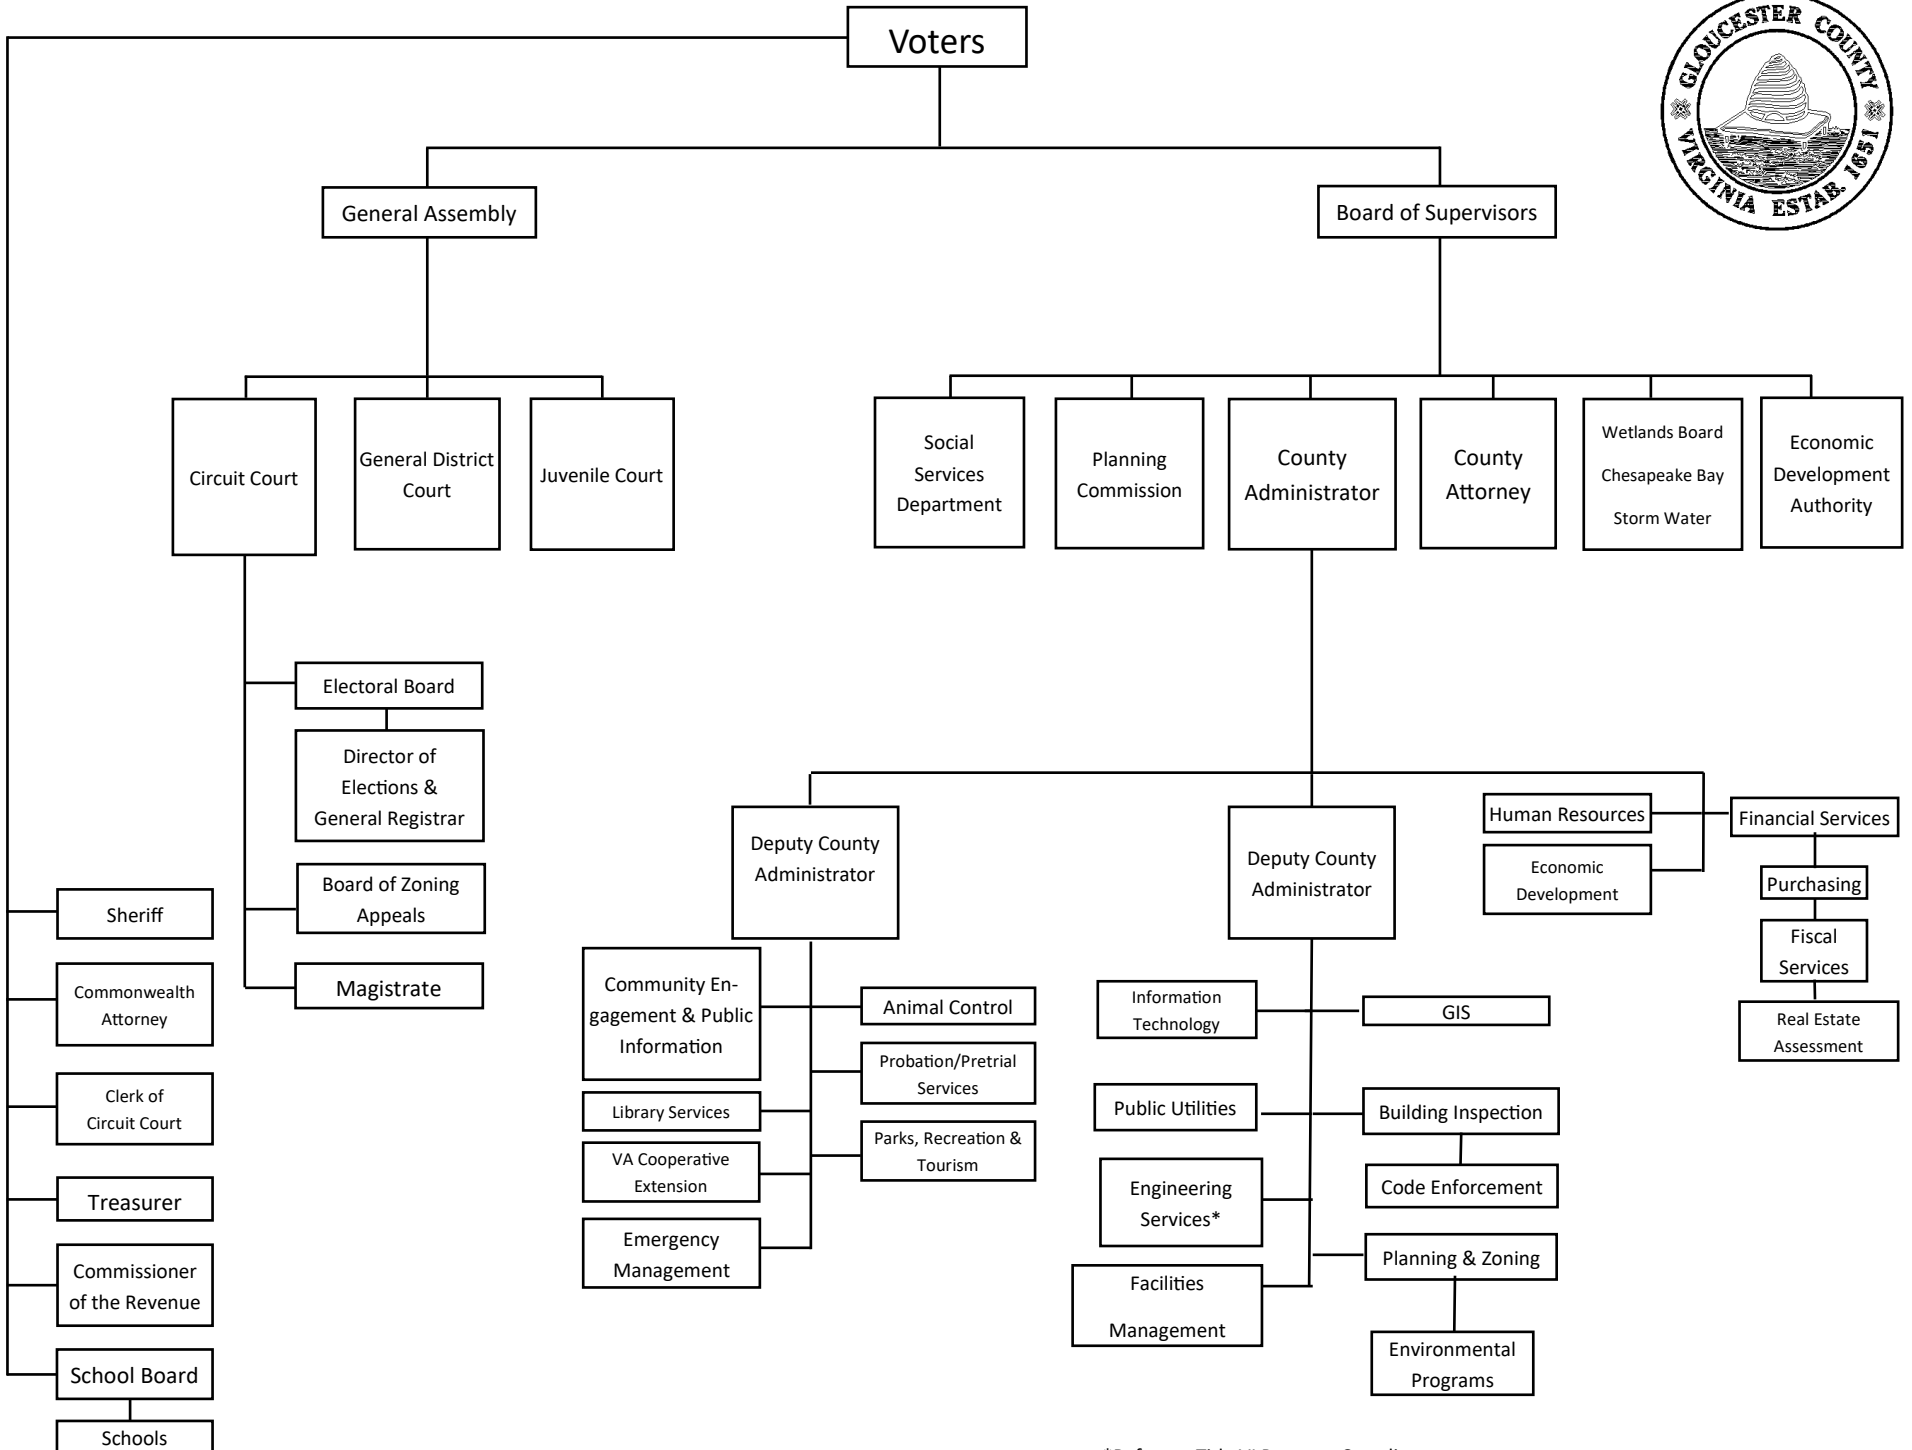 Voters
GLOUCESTER COUNTY
VIRGINIA ESTAB. 1651
General Assembly
Board of Supervisors
Circuit Court
General District
Court
Juvenile Court
Social
Services
Department
Planning
Commission
County
Administrator
County
Attorney
Wetlands Board
Chesapeake Bay
Storm Water
Economic
Development
Authority
Electoral Board
Director of
Elections &
General Registrar
Board of Zoning
Appeals
Magistrate
Sheriff
Commonwealth
Attorney
Clerk of
Circuit Court
Treasurer
Commissioner
of the Revenue
School Board
Schools
Deputy County
Administrator
Community En-
gagement & Public
Information
Library Services
VA Cooperative
Extension
Emergency
Management
Animal Control
Probation/Pretrial
Services
Parks, Recreation &
Tourism
Deputy County
Administrator
Information
Technology
Public Utilities
Engineering
Services*
Facilities
Management
GIS
Building Inspection
Code Enforcement
Planning & Zoning
Environmental
Programs
Human Resources
Economic
Development
Financial Services
Purchasing
Fiscal
Services
Real Estate
Assessment